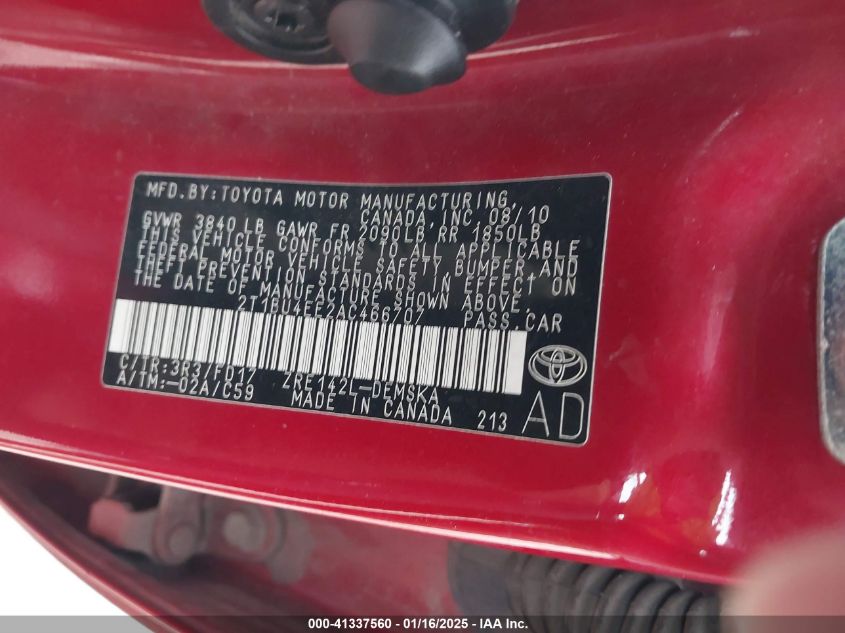 MFD.BY:TOYOTA MOTOR MANUFACTURING,
CANADA,INC. 08/10
GVWR 3840 LB GAWR FR 2090LB RR 1850LB
THIS VEHICLE CONFORMS TO ALL APPLICABLE
FEDERAL MOTOR VEHICLE SAFETY, BUMPER,AND
THEFT PREVENTION STANDARDS IN EFFECT ON
THE DATE OF MANUFACTURE SHOWN ABOVE.
2T1BU4EE2AC466707 PASS.CAR
C/TR:3R3/FD17 ZRE142L-DEMSKA
A/TM:-02A/C59 MADE IN CANADA 213
AD
000-41337560 - 01/16/2025 - IAA Inc.